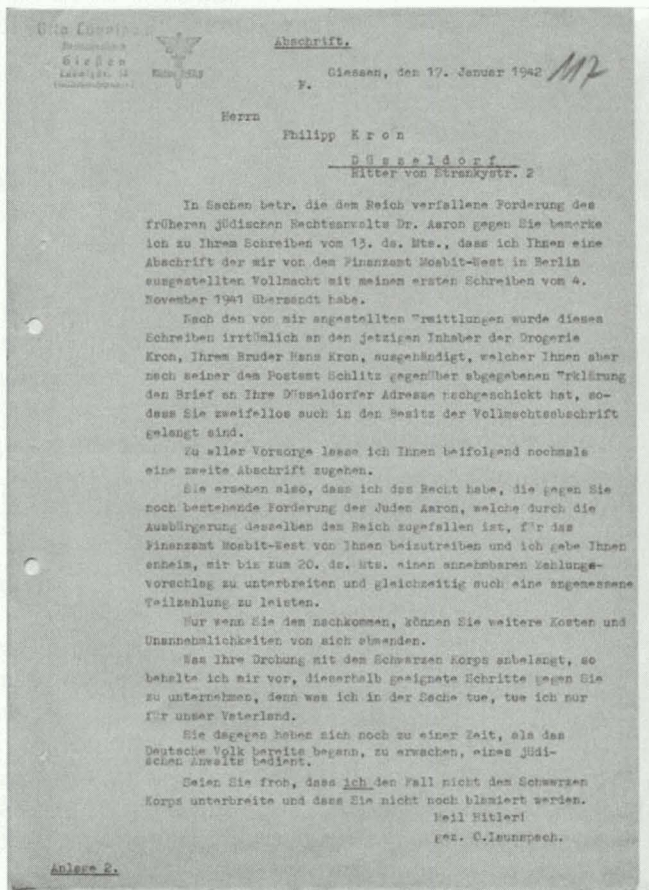 Abschrift.
Gießen
Giessen, den 17. Januar 1942 117
F.
Herrn
Philipp Kron
Düsseldorf
Ritter von Strankystr. 2
In Sachen betr. die dem Reich verfallene Forderung des
früheren jüdischen Rechtsanwalts Dr. Aaron gegen Sie bemerke
ich zu Ihrem Schreiben vom 13. ds. Mts., dass ich Ihnen eine
Abschrift der mir von dem Finanzamt Moabit-West in Berlin
ausgestellten Vollmacht mit meinem ersten Schreiben vom 4.
November 1941 übersandt habe.
Nach den von mir angestellten Ermittlungen wurde dieses
Schreiben irrtümlich an den jetzigen Inhaber der Drogerie
Kron, Ihrem Bruder Hans Kron, ausgehändigt, welcher Ihnen aber
nach seiner dem Postamt Schlitz gegenüber abgegebenen Erklärung
den Brief an Ihre Düsseldorfer Adresse nachgeschickt hat, so-
dass Sie zweifellos auch in den Besitz der Vollmachtsabschrift
gelangt sind.
Zu aller Vorsorge lasse ich Ihnen beifolgend nochmals
eine zweite Abschrift zugehen.
Sie ersehen also, dass ich das Recht habe, die gegen Sie
noch bestehende Forderung des Juden Aaron, welche durch die
Ausbürgerung desselben dem Reich zugefallen ist, für das
Finanzamt Moabit-West von Ihnen beizutreiben und ich gebe Ihnen
anheim, mir bis zum 20. ds. Mts. einen annehmbaren Zahlungs-
vorschlag zu unterbreiten und gleichzeitig auch eine angemessene
Teilzahlung zu leisten.
Nur wenn Sie dem nachkommen, können Sie weitere Kosten und
Unannehmlichkeiten von sich abwenden.
Was Ihre Drohung mit dem Schwarzen Korps anbelangt, so
behalte ich mir vor, dieserhalb geeignete Schritte gegen Sie
zu unternehmen, denn was ich in der Sache tue, tue ich nur
für unser Vaterland.
Sie dagegen haben sich noch zu einer Zeit, als das
Deutsche Volk bereits begann, zu erwachen, eines jüdi-
schen Anwalts bedient.
Seien Sie froh, dass ich den Fall nicht dem Schwarzen
Korps unterbreite und dass Sie nicht noch blamiert werden.
Heil Hitler!
gez. O.Launspach.
Anlage 2.